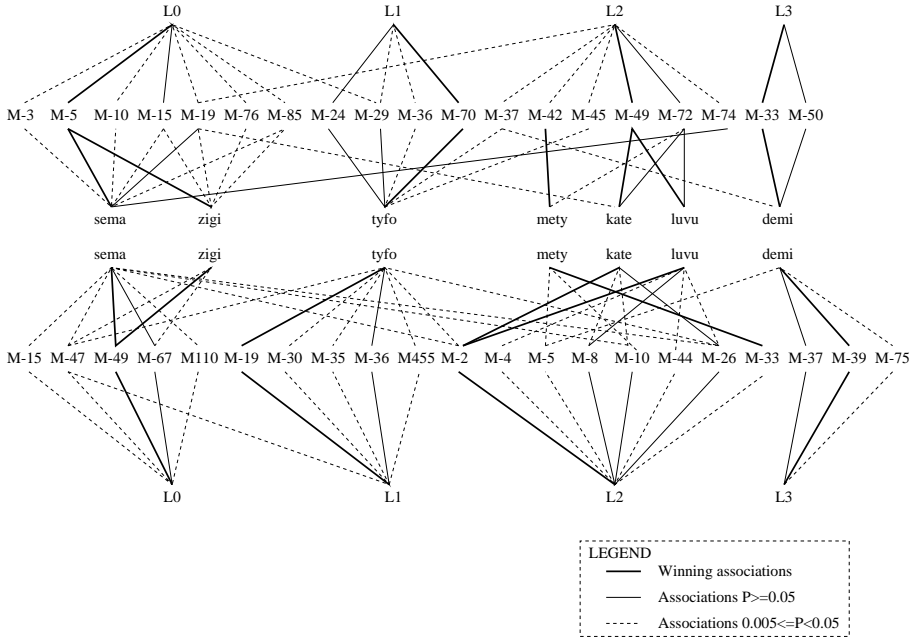 L0 L1 L2 L3
M-3 M-5 M-10 M-15 M-19 M-76 M-85 M-24 M-29 M-36 M-70 M-37 M-42 M-45 M-49 M-72 M-74 M-33 M-50
sema zigi tyfo mety kate luvu demi
sema zigi tyfo mety kate luvu demi
M-15 M-47 M-49 M-67 M110 M-19 M-30 M-35 M-36 M455 M-2 M-4 M-5 M-8 M-10 M-44 M-26 M-33 M-37 M-39 M-75
L0 L1 L2 L3
LEGEND
Winning associations
Associations P>=0.05
Associations 0.005<=P<0.05